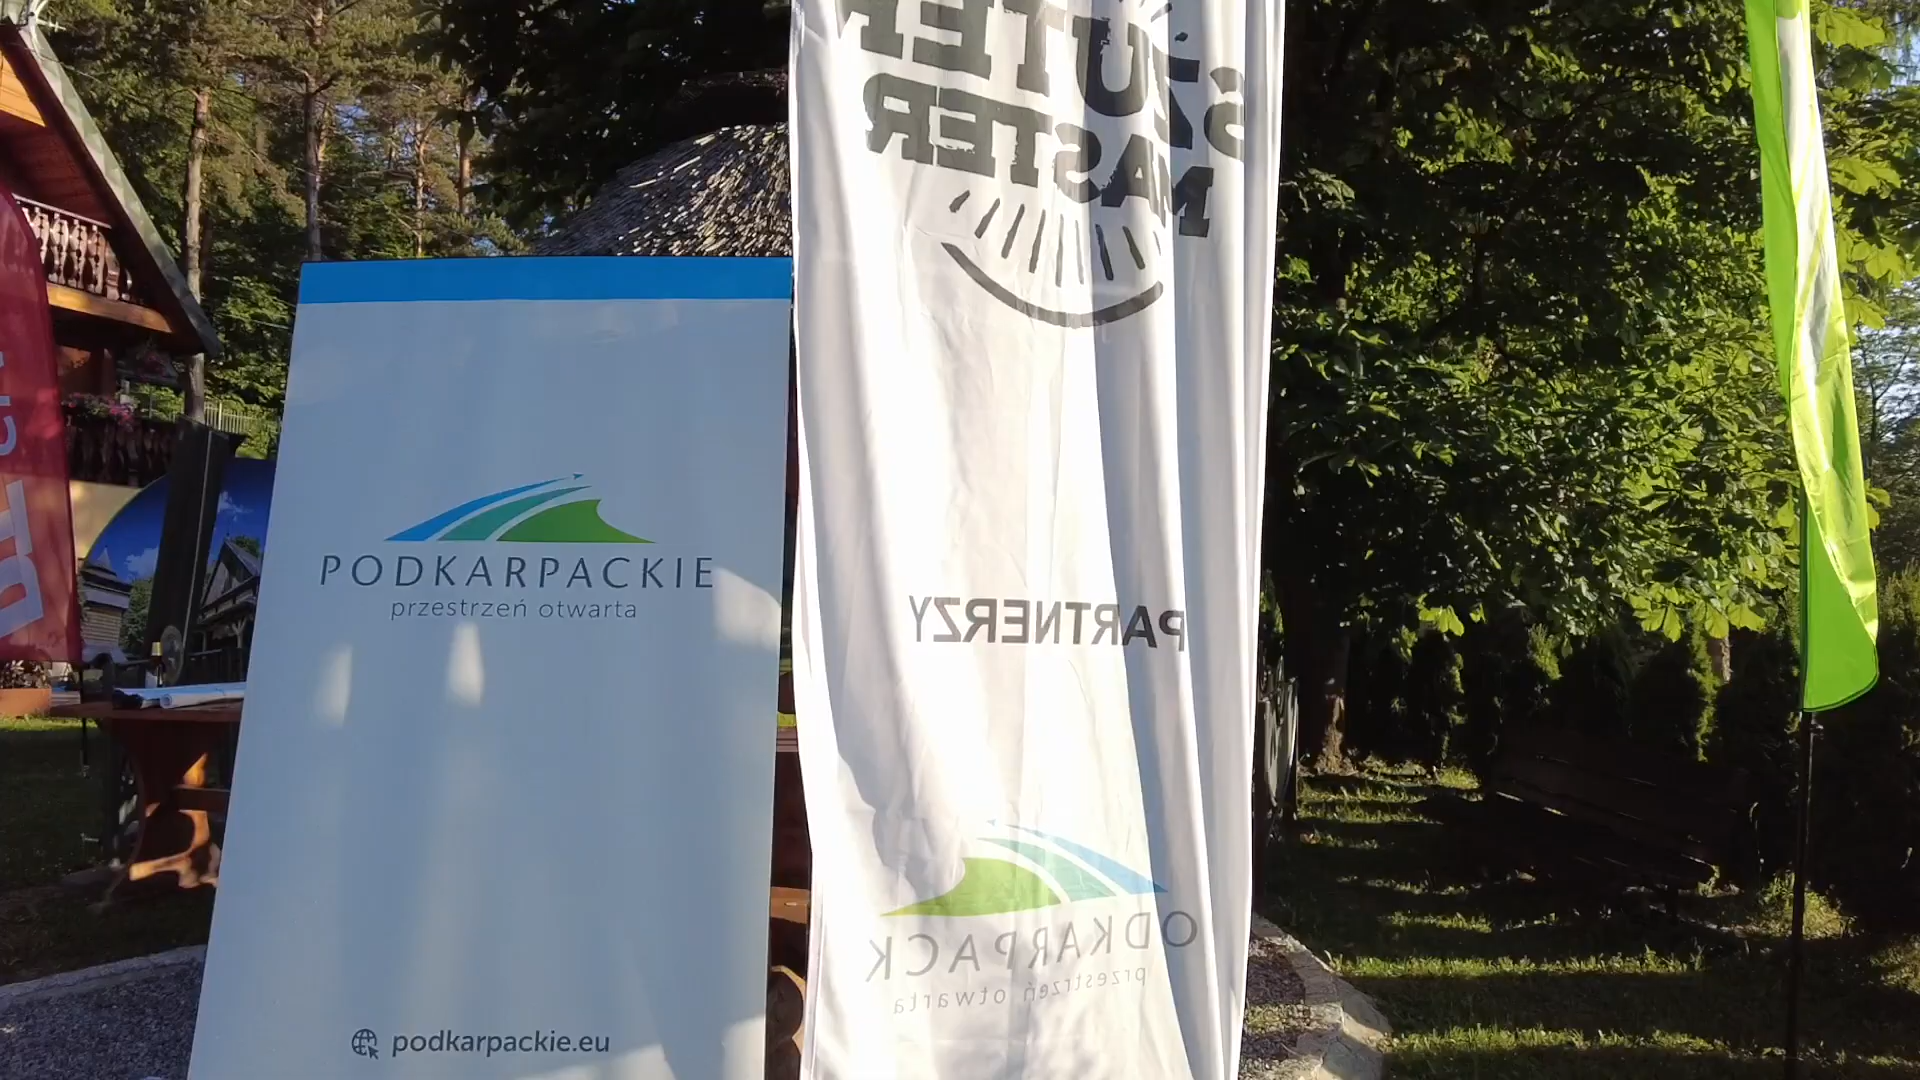 PODKARPACKIE
przestrzeń otwarta
podkarpackie.eu
SZUTER
MASTER
PARTNERZY
ODKARPACK
przestrzeń otwarta